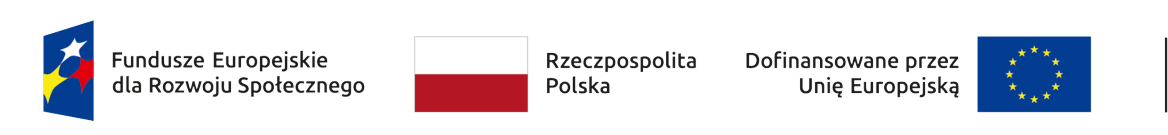 Fundusze Europejskie
dla Rozwoju Społecznego
Rzeczpospolita
Polska
Dofinansowane przez
Unię Europejską